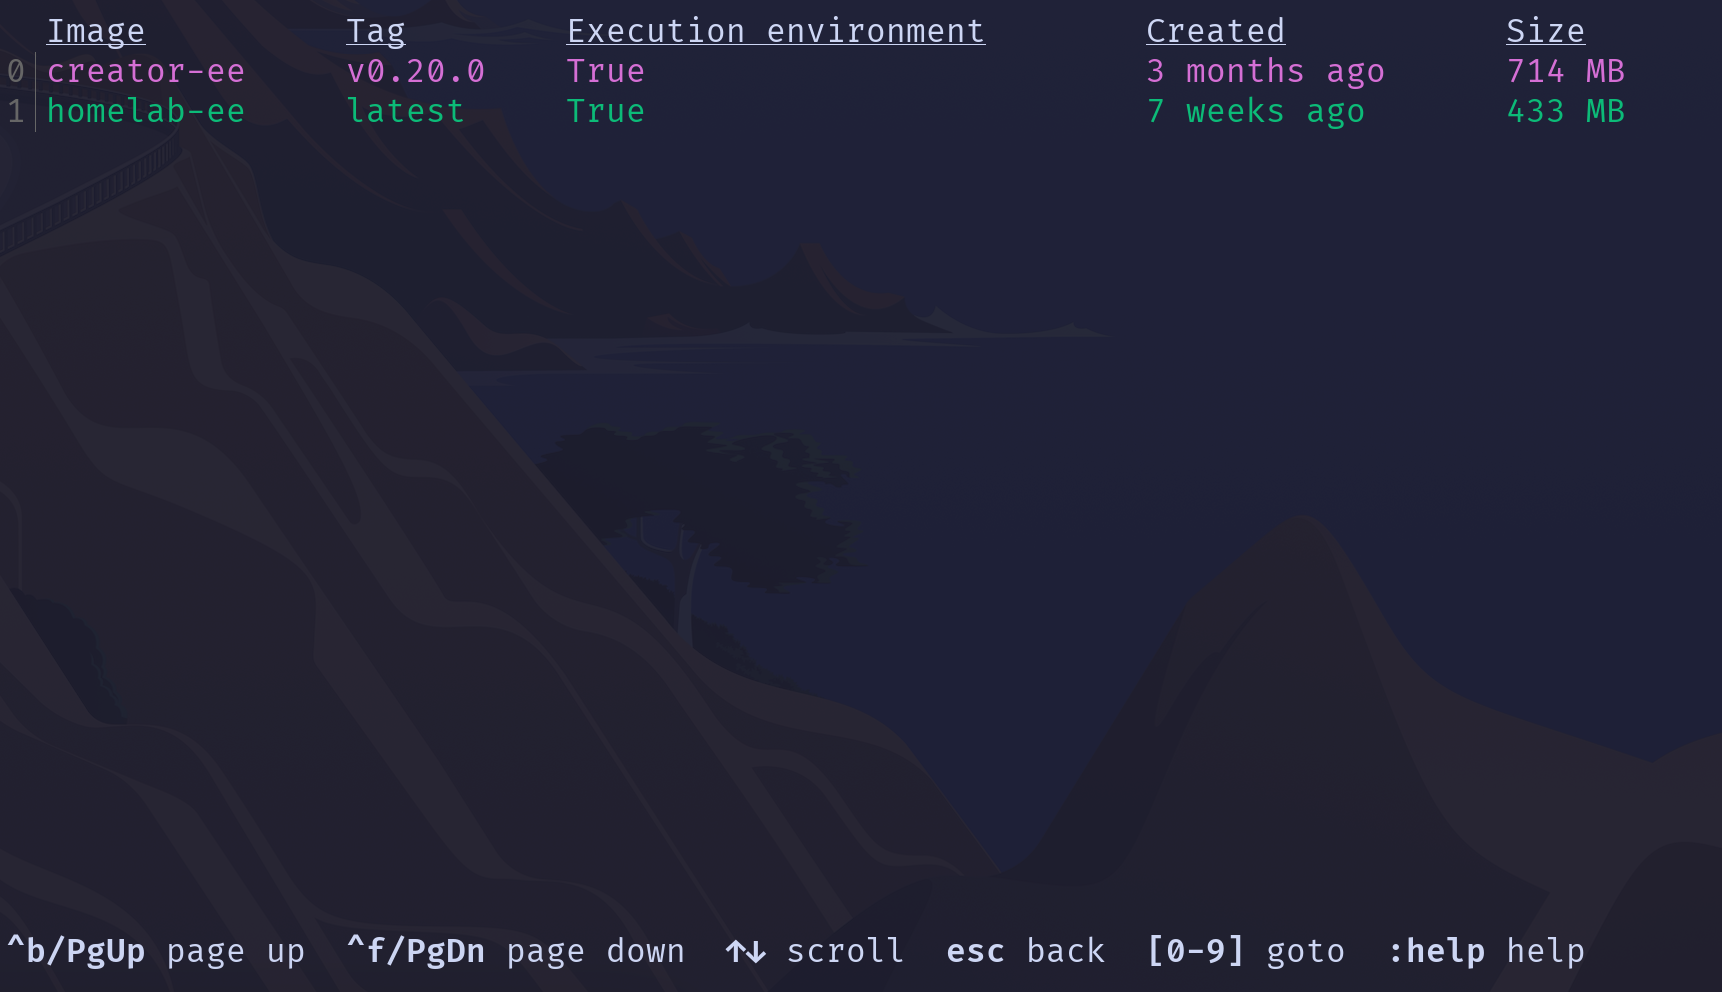 Image Tag Execution environment Created Size
0 creator-ee v0.20.0 True 3 months ago 714 MB
1 homelab-ee latest True 7 weeks ago 433 MB
^b/PgUp page up ^f/PgDn page down ↑↓ scroll esc back [0-9] goto :help help